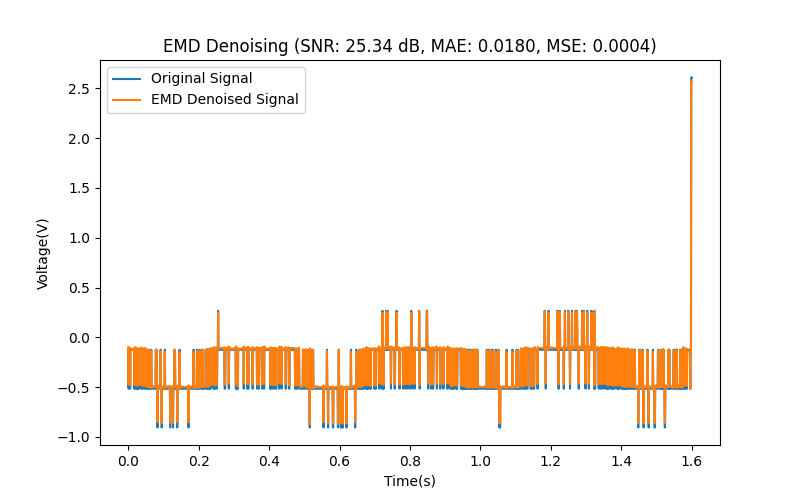 EMD Denoising (SNR: 25.34 dB, MAE: 0.0180, MSE: 0.0004)
Original Signal
EMD Denoised Signal
Voltage(V)
2.5
2.0
1.5
1.0
0.5
0.0
−0.5
−1.0
0.0 0.2 0.4 0.6 0.8 1.0 1.2 1.4 1.6
Time(s)